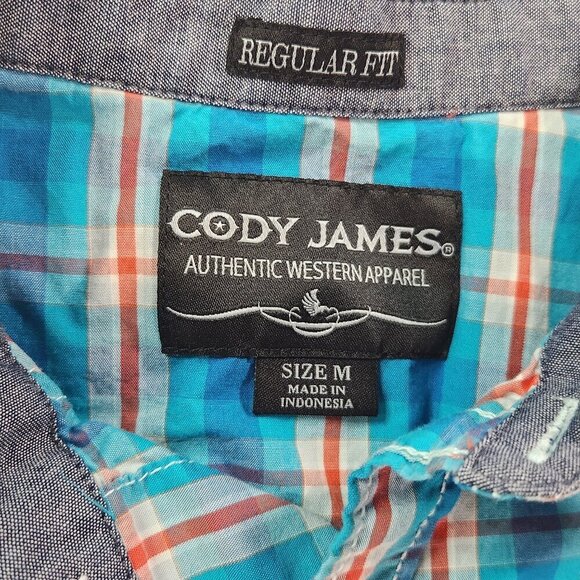 REGULAR FIT
CODY JAMES®
AUTHENTIC WESTERN APPAREL
SIZE M
MADE IN
INDONESIA